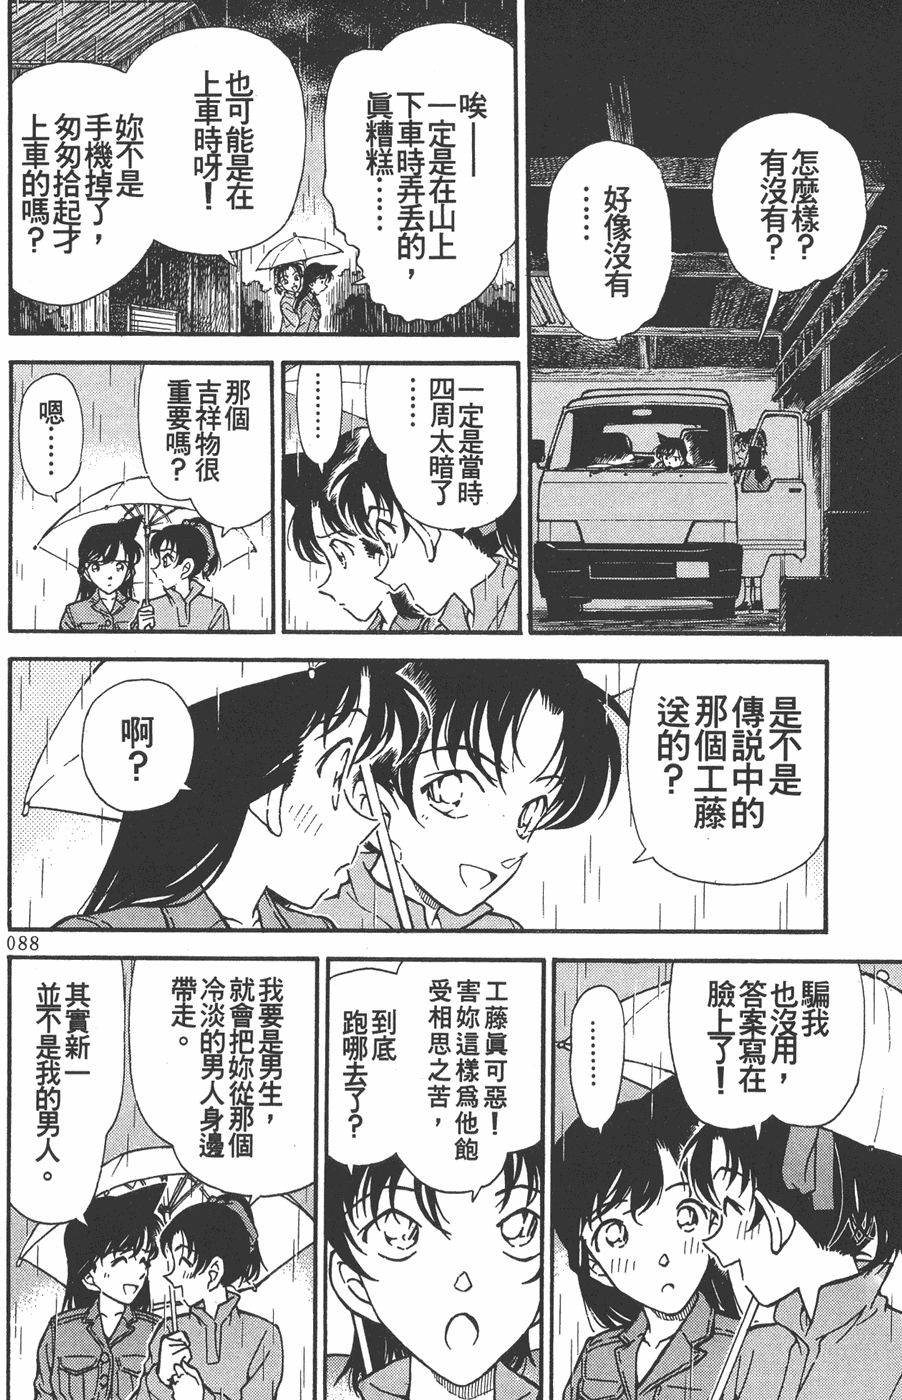 怎麼樣？
有沒有？
好像沒有
……
唉——
一定是在山上
下車時弄丟的，
眞糟糕……
也可能是在
上車時呀！
妳不是
手機掉了，
匆匆拾起才
上車的嗎？
一定是當時
四周太暗了
……
那個
吉祥物很
重要嗎？
嗯……
是不是
傳說中的
那個工藤
送的？
啊？
088
騙我
也沒用，
答案寫在
臉上了！
……
工藤眞可惡！
害妳這樣爲他飽
受相思之苦，
到底
跑哪去了？
我要是男生，
就會把妳從那個
冷淡的男人身邊
帶走。
其實新一
並不是我的男人。